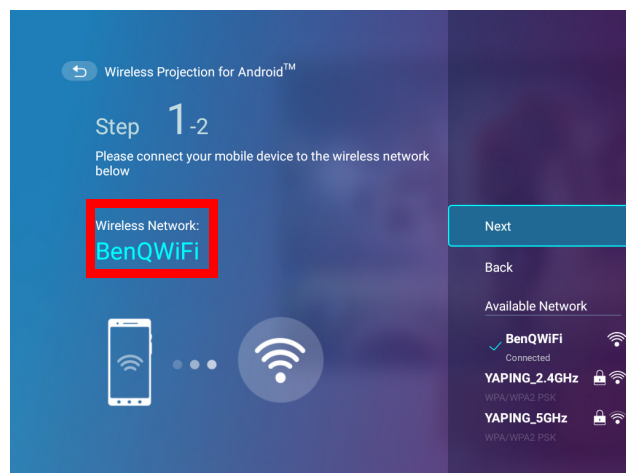 Wireless Projection for Android™
Step 1-2
Please connect your mobile device to the wireless network
below
Wireless Network:
BenQWiFi
Next
Back
Available Network
BenQWiFi
Connected
YAPING_2.4GHz
WPA/WPA2 PSK
YAPING_5GHz
WPA/WPA2 PSK